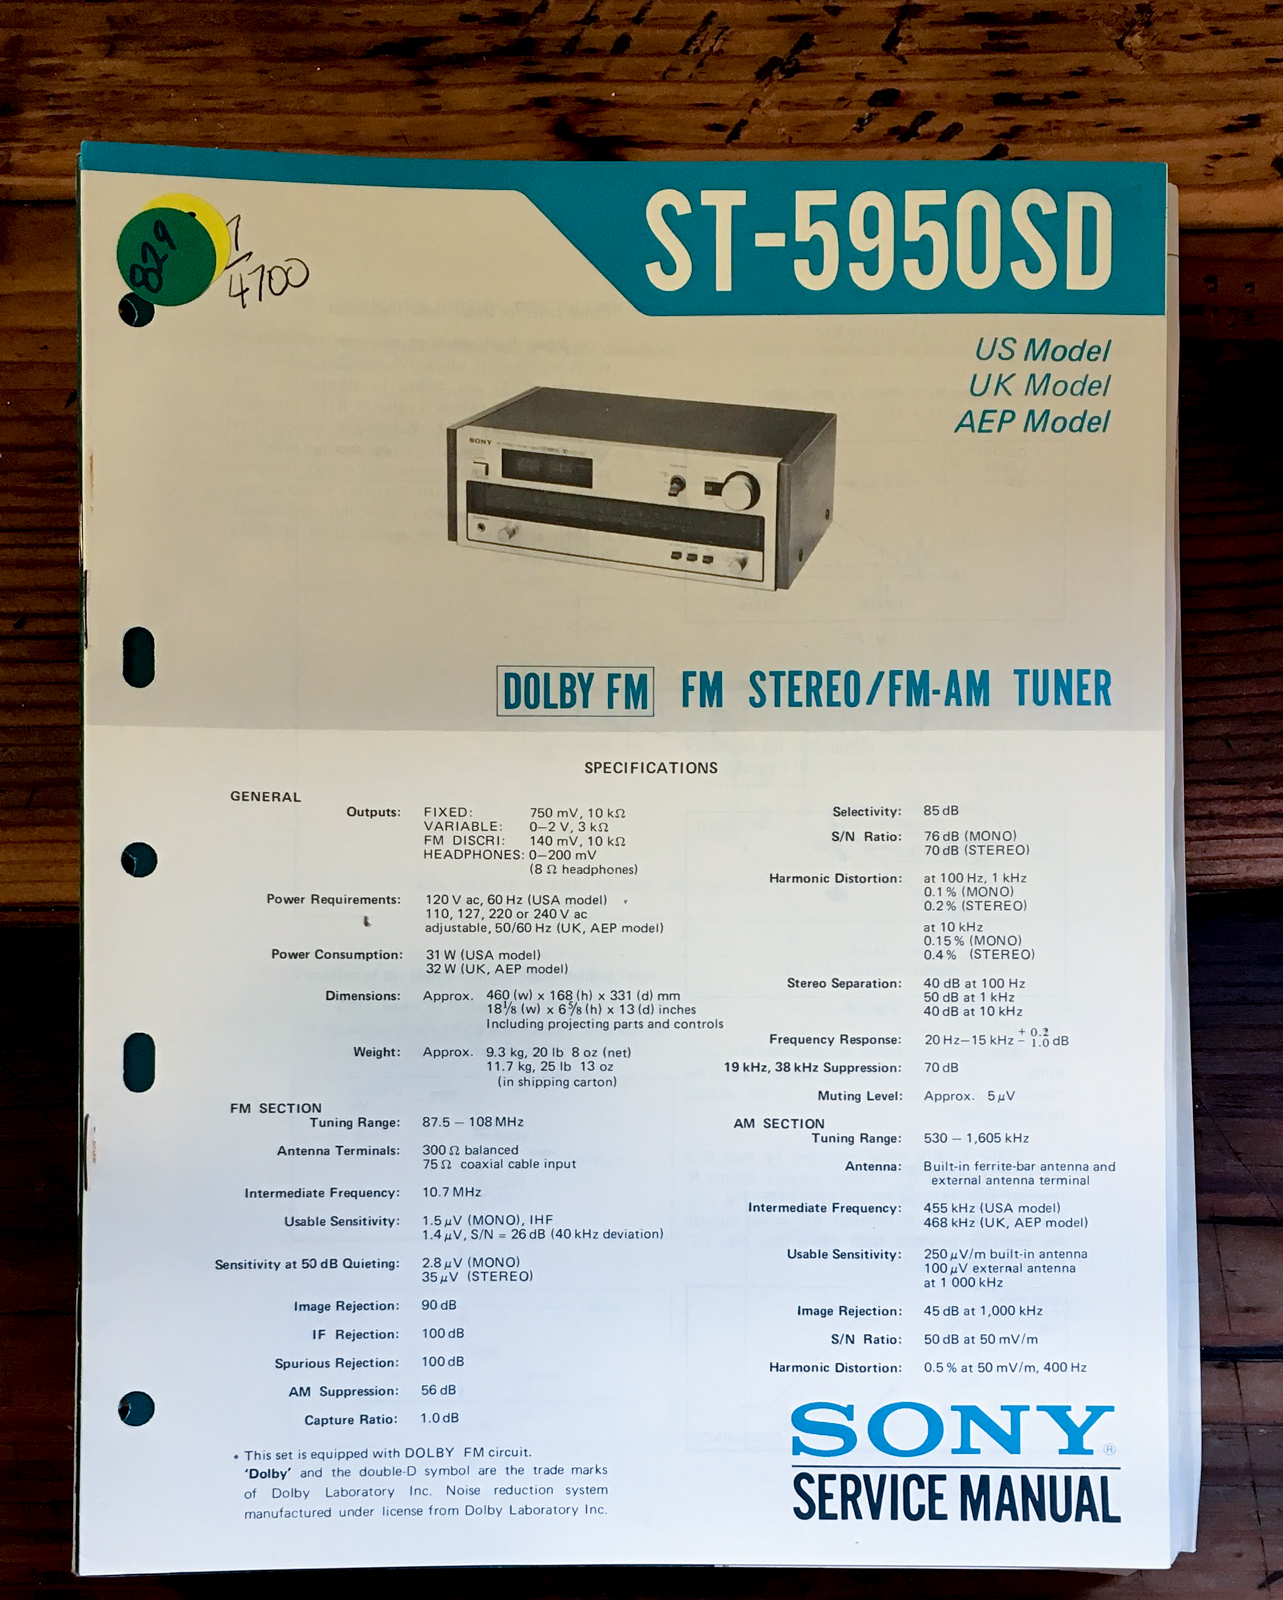 ST-5950SD
829
7
4700
US Model
UK Model
AEP Model
SONY
DOLBY FM FM STEREO/FM-AM TUNER
SPECIFICATIONS
GENERAL
Outputs: FIXED: 750 mV, 10 kΩ
VARIABLE: 0–2 V, 3 kΩ
FM DISCRI: 140 mV, 10 kΩ
HEADPHONES: 0–200 mV
(8 Ω headphones)
Power Requirements: 120 V ac, 60 Hz (USA model)
110, 127, 220 or 240 V ac
adjustable, 50/60 Hz (UK, AEP model)
Power Consumption: 31 W (USA model)
32 W (UK, AEP model)
Dimensions: Approx. 460 (w) x 168 (h) x 331 (d) mm
18 1/8 (w) x 6 5/8 (h) x 13 (d) inches
Including projecting parts and controls
Weight: Approx. 9.3 kg, 20 lb 8 oz (net)
11.7 kg, 25 lb 13 oz
(in shipping carton)
FM SECTION
Tuning Range: 87.5 – 108 MHz
Antenna Terminals: 300 Ω balanced
75 Ω coaxial cable input
Intermediate Frequency: 10.7 MHz
Usable Sensitivity: 1.5 µV (MONO), IHF
1.4 µV, S/N = 26 dB (40 kHz deviation)
Sensitivity at 50 dB Quieting: 2.8 µV (MONO)
35 µV (STEREO)
Image Rejection: 90 dB
IF Rejection: 100 dB
Spurious Rejection: 100 dB
AM Suppression: 56 dB
Capture Ratio: 1.0 dB
• This set is equipped with DOLBY FM circuit.
'Dolby' and the double-D symbol are the trade marks
of Dolby Laboratory Inc. Noise reduction system
manufactured under license from Dolby Laboratory Inc.
Selectivity: 85 dB
S/N Ratio: 76 dB (MONO)
70 dB (STEREO)
Harmonic Distortion: at 100 Hz, 1 kHz
0.1 % (MONO)
0.2 % (STEREO)
at 10 kHz
0.15 % (MONO)
0.4 % (STEREO)
Stereo Separation: 40 dB at 100 Hz
50 dB at 1 kHz
40 dB at 10 kHz
Frequency Response: 20 Hz–15 kHz + 0.2 – 1.0 dB
19 kHz, 38 kHz Suppression: 70 dB
Muting Level: Approx. 5 µV
AM SECTION
Tuning Range: 530 – 1,605 kHz
Antenna: Built-in ferrite-bar antenna and
external antenna terminal
Intermediate Frequency: 455 kHz (USA model)
468 kHz (UK, AEP model)
Usable Sensitivity: 250 µV/m built-in antenna
100 µV external antenna
at 1 000 kHz
Image Rejection: 45 dB at 1,000 kHz
S/N Ratio: 50 dB at 50 mV/m
Harmonic Distortion: 0.5 % at 50 mV/m, 400 Hz
SONY®
SERVICE MANUAL